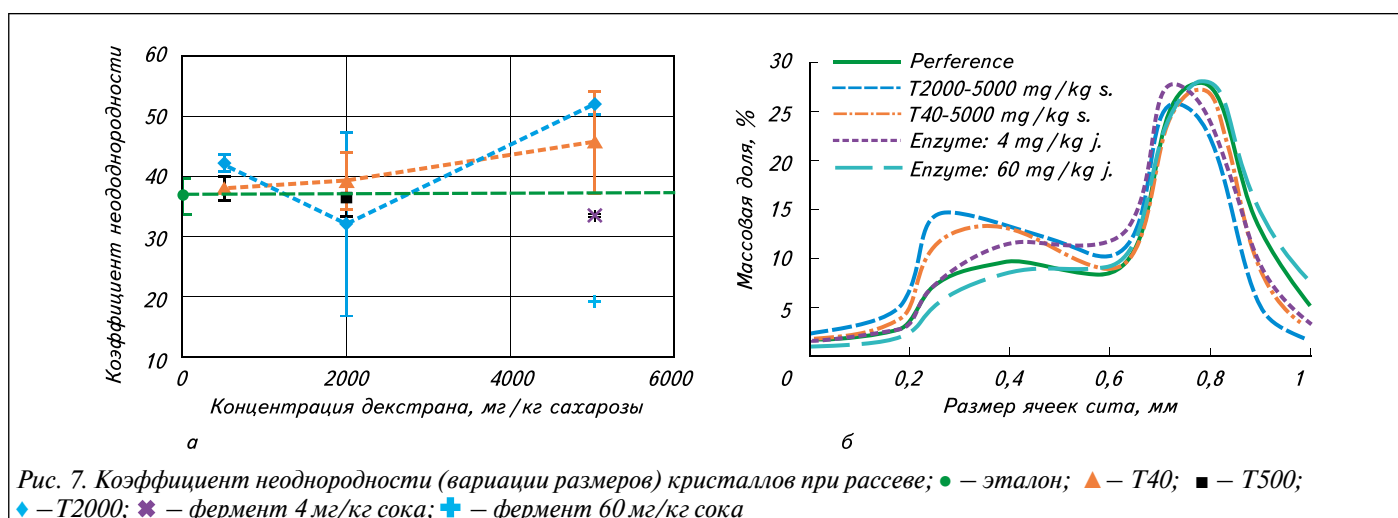 Коэффициент неододнородности
60
50
40
30
20
10
0
2000
4000
6000
Концентрация декстрана, мг/кг сахарозы
а
Массовая доля, %
30
25
20
15
10
5
0
0,2
0,4
0,6
0,8
1
Размер ячеек сита, мм
Perference
T2000-5000 mg/kg s.
T40-5000 mg/kg s.
Enzyme: 4 mg/kg j.
Enzyme: 60 mg/kg j.
б
Рис. 7. Коэффициент неоднородности (вариации размеров) кристаллов при рассеве; ● – эталон; ▲ – Т40; ■ – Т500;
♦ – Т2000; ✖ – фермент 4 мг/кг сока; ✚ – фермент 60 мг/кг сока